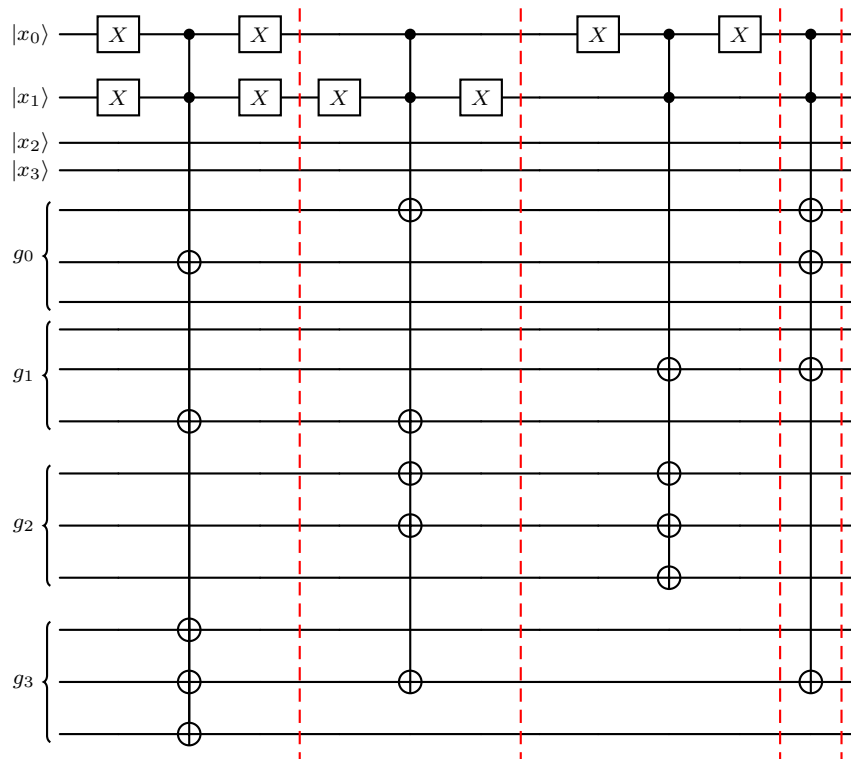 |x₀⟩ X X X X
|x₁⟩ X X X X
|x₂⟩
|x₃⟩
g₀
g₁
g₂
g₃